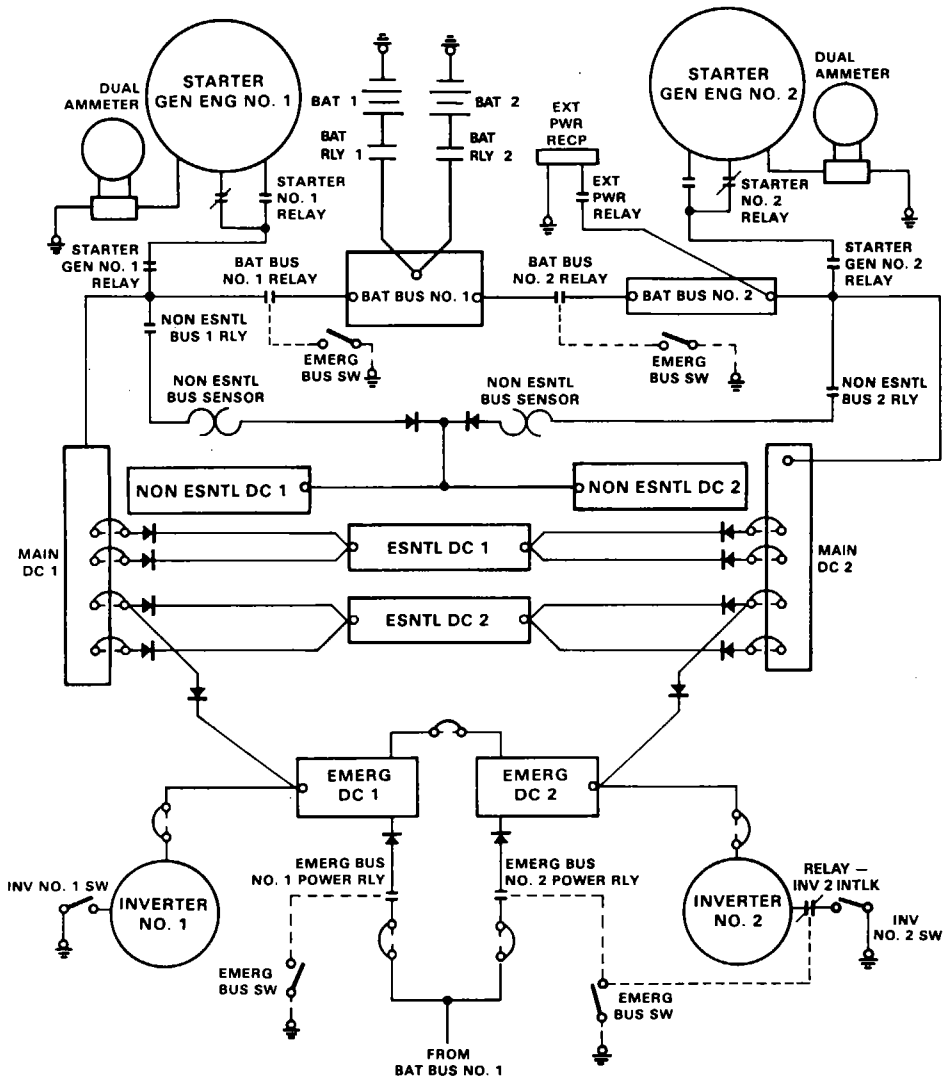 STARTER
GEN ENG NO. 1
DUAL
AMMETER
BAT 1
BAT 2
BAT
RLY 1
BAT
RLY 2
EXT
PWR
RECP
EXT
PWR
RELAY
STARTER
GEN ENG NO. 2
DUAL
AMMETER
STARTER
NO. 1
RELAY
STARTER
NO. 2
RELAY
STARTER
GEN NO. 1
RELAY
BAT BUS
NO. 1 RELAY
BAT BUS NO. 1
BAT BUS
NO. 2 RELAY
BAT BUS NO. 2
STARTER
GEN NO. 2
RELAY
NON ESNTL
BUS 1 RLY
EMERG
BUS SW
EMERG
BUS SW
NON ESNTL
BUS SENSOR
NON ESNTL
BUS SENSOR
NON ESNTL
BUS 2 RLY
NON ESNTL DC 1
NON ESNTL DC 2
MAIN
DC 1
ESNTL DC 1
ESNTL DC 2
MAIN
DC 2
EMERG
DC 1
EMERG
DC 2
EMERG BUS
NO. 1 POWER RLY
EMERG BUS
NO. 2 POWER RLY
INV NO. 1 SW
INVERTER
NO. 1
INVERTER
NO. 2
RELAY —
INV 2 INTLK
INV
NO. 2 SW
EMERG
BUS SW
EMERG
BUS SW
FROM
BAT BUS NO. 1